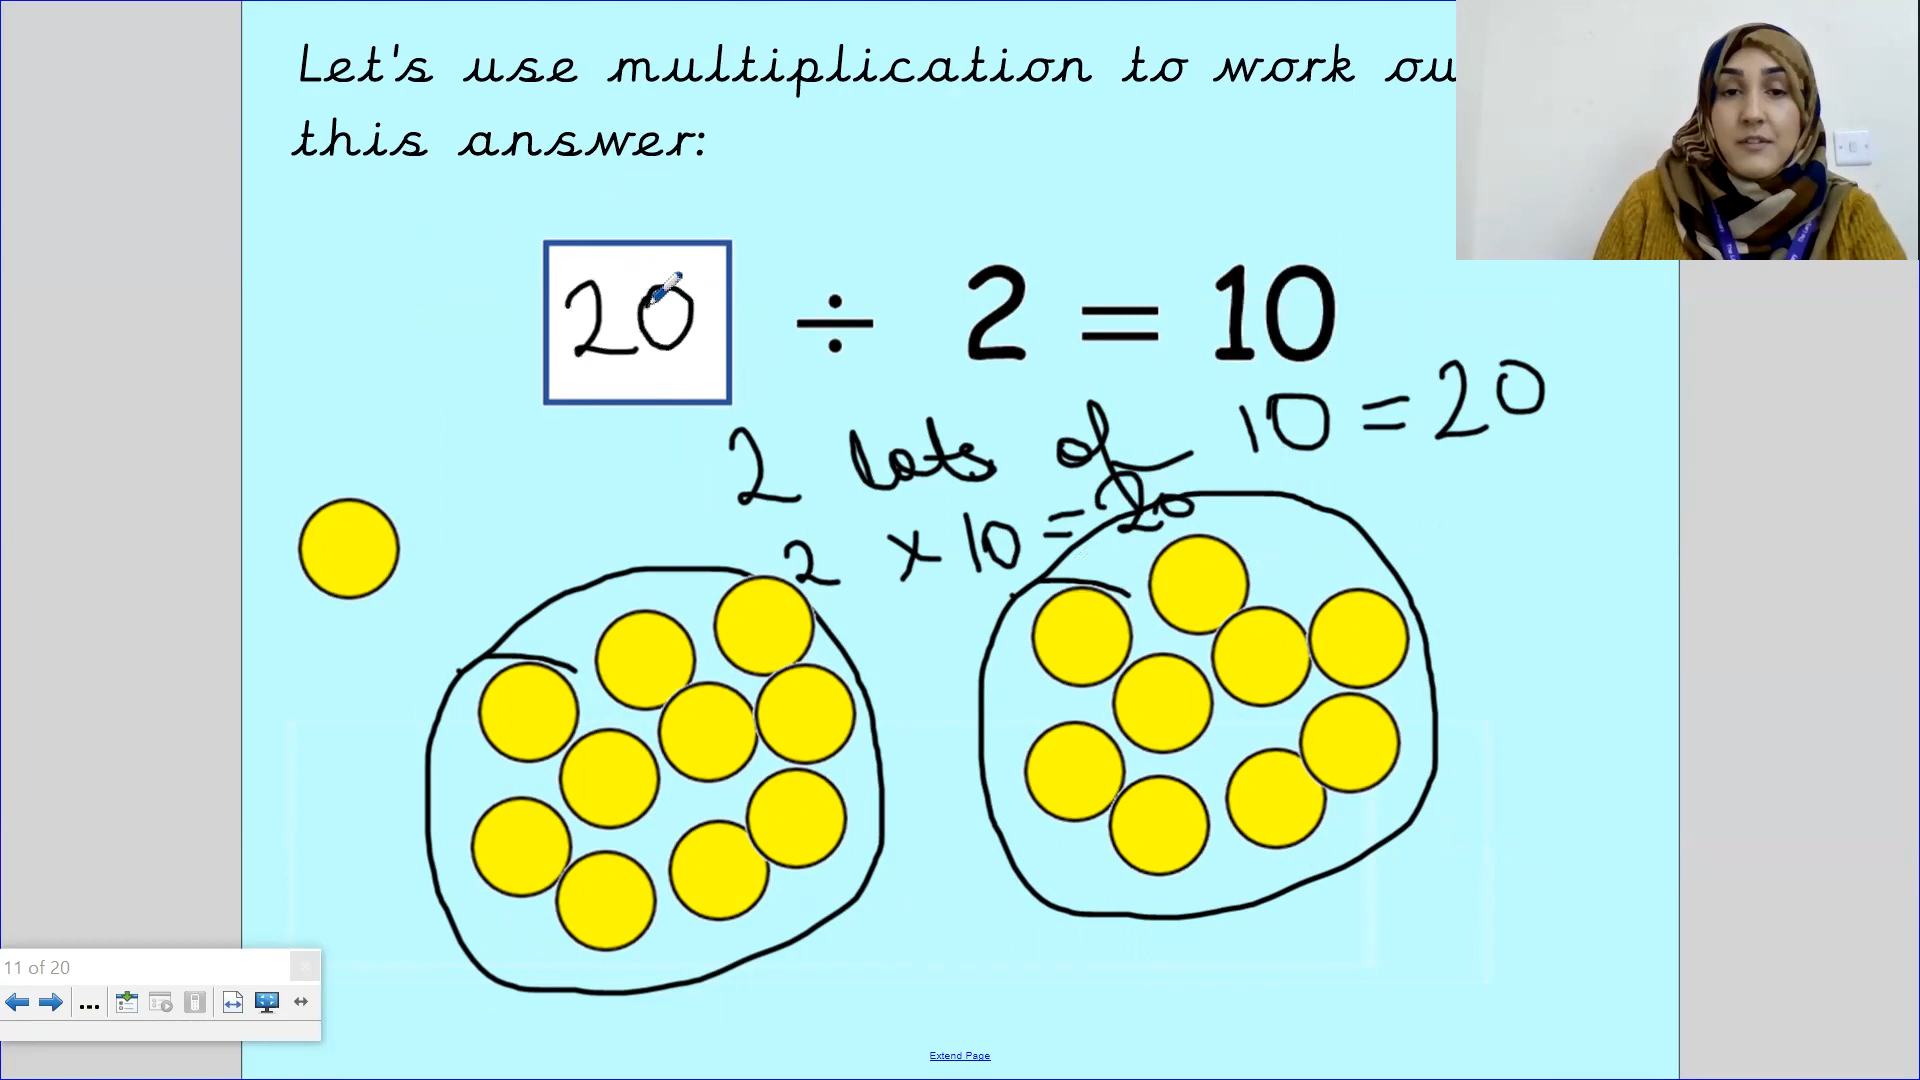 Let's use multiplication to work ou
this answer:
20 ÷ 2 = 10
2 lots of 10 = 20
2 x 10 = 20
11 of 20
...
Extend Page